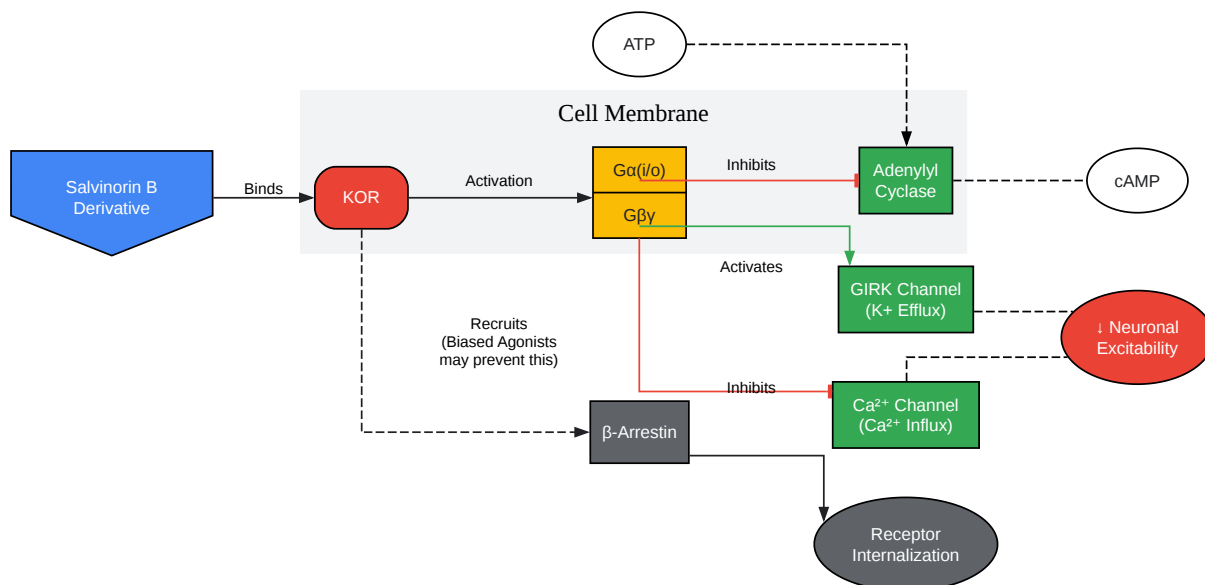 ATP
Cell Membrane
Salvinorin B
Derivative
Binds
KOR
Activation
Gα(i/o)
Gβγ
Inhibits
Adenylyl
Cyclase
cAMP
Activates
GIRK Channel
(K+ Efflux)
↓ Neuronal
Excitability
Recruits
(Biased Agonists
may prevent this)
Inhibits
Ca²⁺ Channel
(Ca²⁺ Influx)
β-Arrestin
Receptor
Internalization